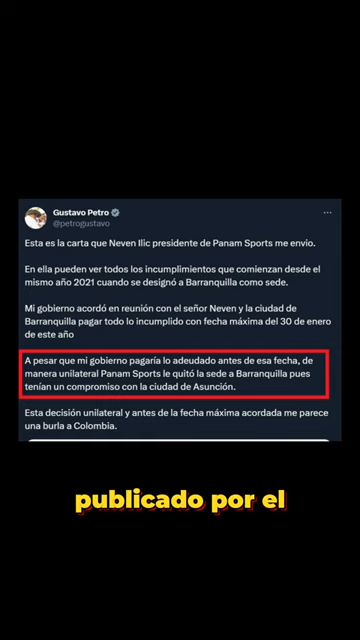 Gustavo Petro
@petrogustavo
Esta es la carta que Neven Ilic presidente de Panam Sports me envio.
En ella pueden ver todos los incumplimientos que comienzan desde el
mismo año 2021 cuando se designó a Barranquilla como sede.
Mi gobierno acordó en reunión con el señor Neven y la ciudad de
Barranquilla pagar todo lo incumplido con fecha máxima del 30 de enero
de este año
A pesar que mi gobierno pagaría lo adeudado antes de esa fecha, de
manera unilateral Panam Sports le quitó la sede a Barranquilla pues
tenían un compromiso con la ciudad de Asunción.
Esta decisión unilateral y antes de la fecha máxima acordada me parece
una burla a Colombia.
publicado por el